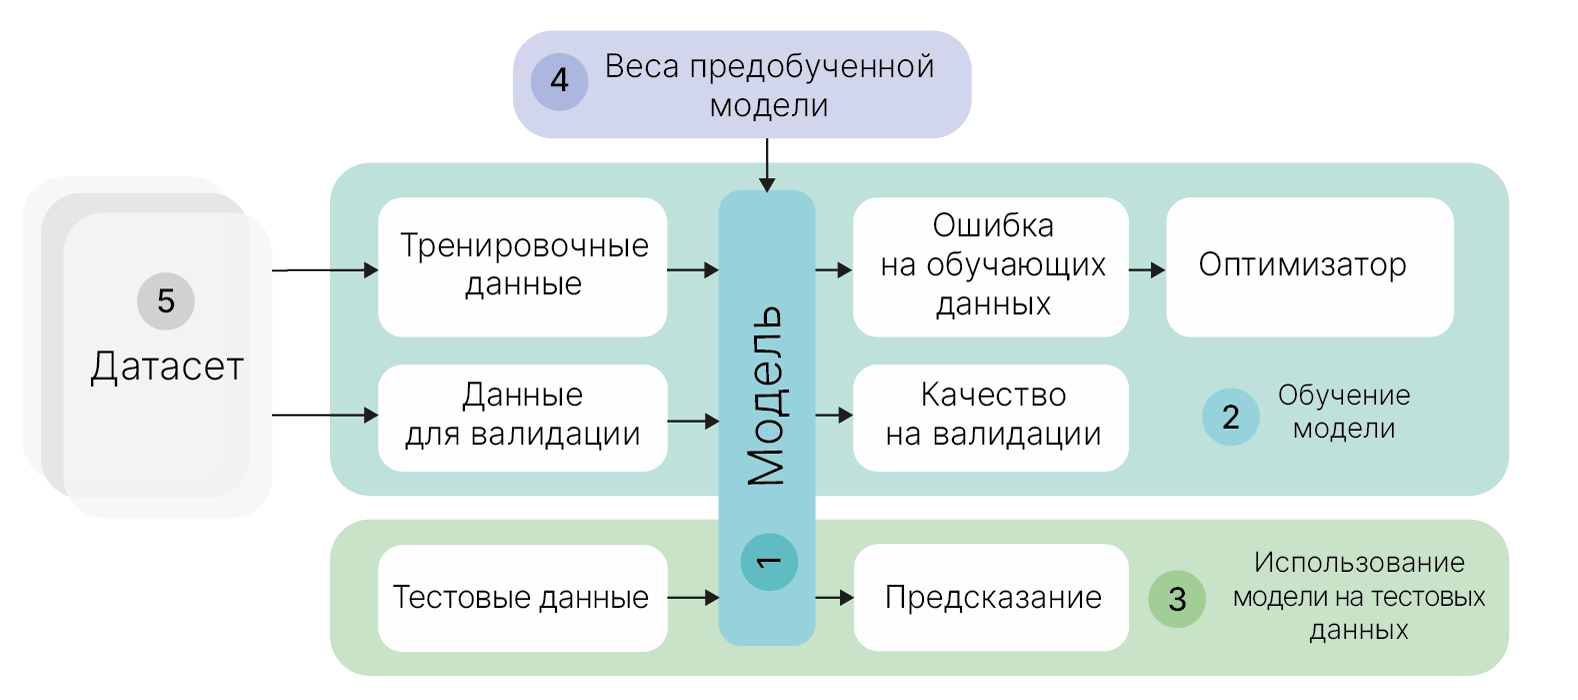 4
Веса предобученной
модели
5
Датасет
Тренировочные
данные
Данные
для валидации
Модель
1
Ошибка
на обучающих
данных
Оптимизатор
Качество
на валидации
2
Обучение
модели
Тестовые данные
Предсказание
3
Использование
модели на тестовых
данных